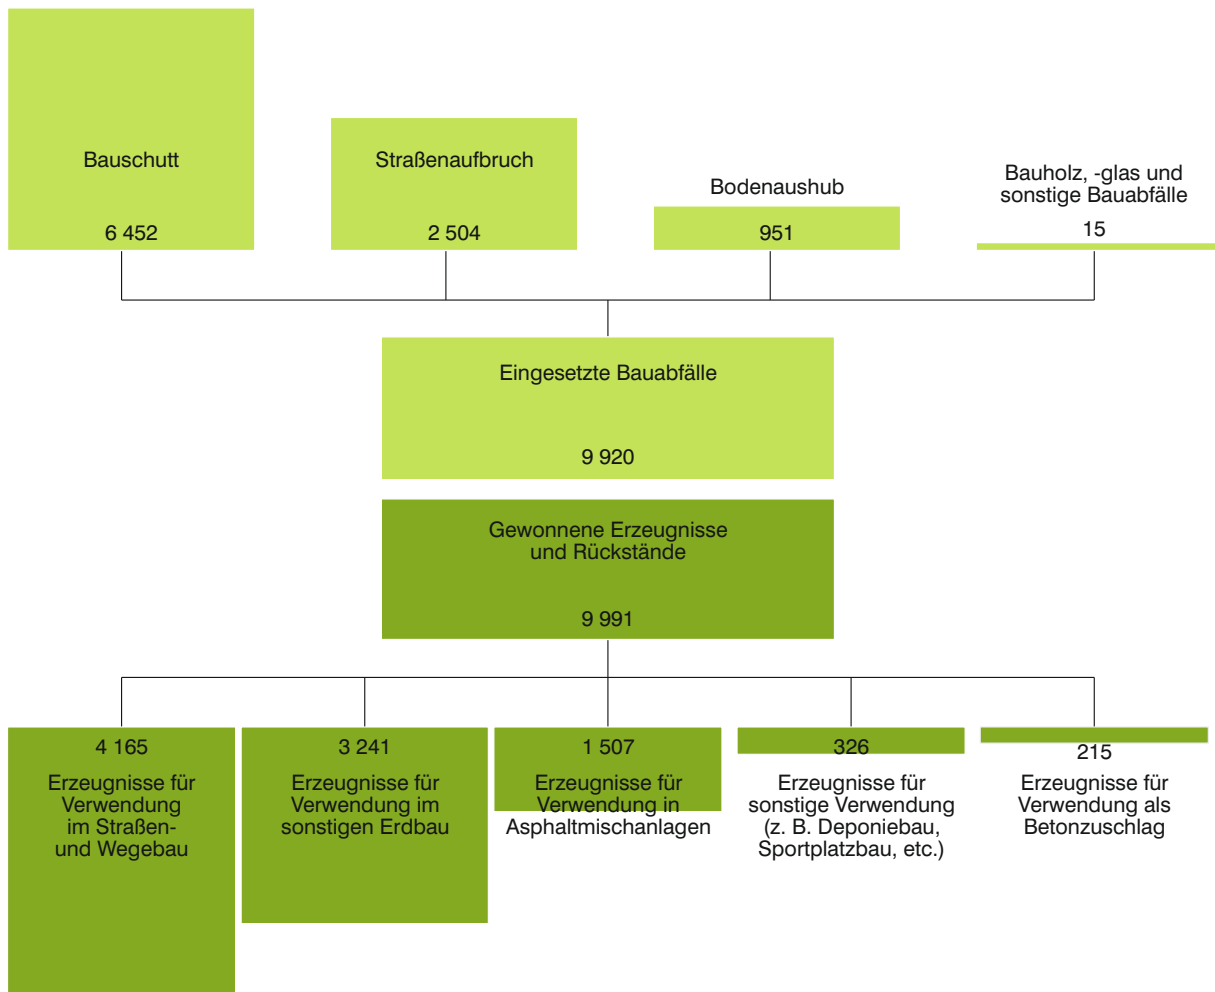 Bauschutt
6 452
Straßenaufbruch
2 504
Bodenaushub
951
Bauholz, -glas und
sonstige Bauabfälle
15
Eingesetzte Bauabfälle
9 920
Gewonnene Erzeugnisse
und Rückstände
9 991
4 165
Erzeugnisse für
Verwendung
im Straßen-
und Wegebau
3 241
Erzeugnisse für
Verwendung im
sonstigen Erdbau
1 507
Erzeugnisse für
Verwendung in
Asphaltmischanlagen
326
Erzeugnisse für
sonstige Verwendung
(z. B. Deponiebau,
Sportplatzbau, etc.)
215
Erzeugnisse für
Verwendung als
Betonzuschlag